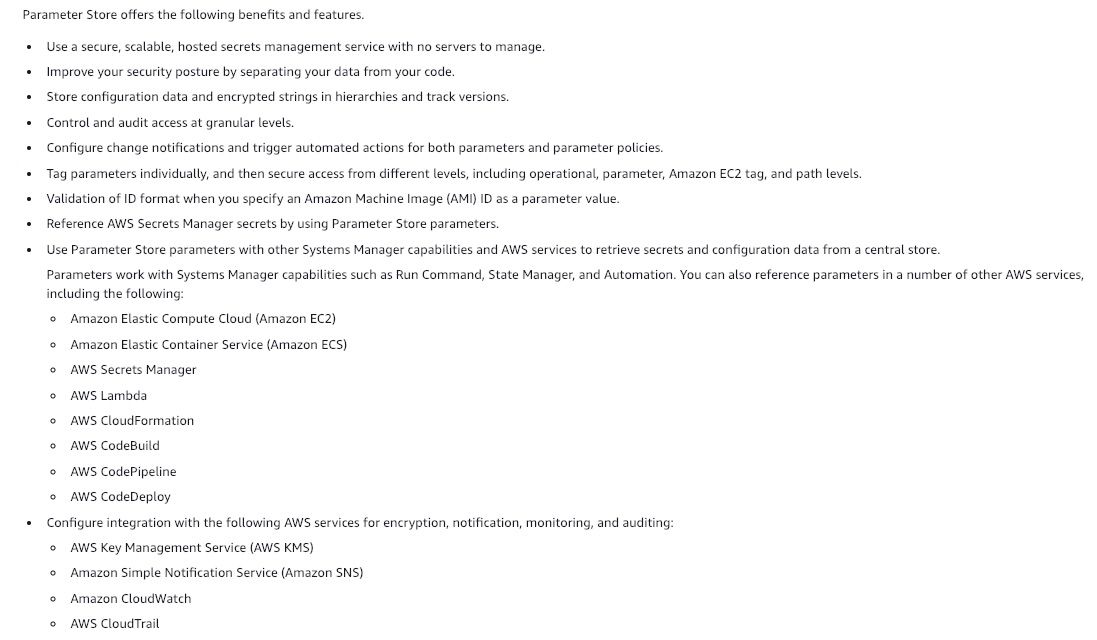 Parameter Store offers the following benefits and features.
Use a secure, scalable, hosted secrets management service with no servers to manage.
Improve your security posture by separating your data from your code.
Store configuration data and encrypted strings in hierarchies and track versions.
Control and audit access at granular levels.
Configure change notifications and trigger automated actions for both parameters and parameter policies.
Tag parameters individually, and then secure access from different levels, including operational, parameter, Amazon EC2 tag, and path levels.
Validation of ID format when you specify an Amazon Machine Image (AMI) ID as a parameter value.
Reference AWS Secrets Manager secrets by using Parameter Store parameters.
Use Parameter Store parameters with other Systems Manager capabilities and AWS services to retrieve secrets and configuration data from a central store.
Parameters work with Systems Manager capabilities such as Run Command, State Manager, and Automation. You can also reference parameters in a number of other AWS services,
including the following:
Amazon Elastic Compute Cloud (Amazon EC2)
Amazon Elastic Container Service (Amazon ECS)
AWS Secrets Manager
AWS Lambda
AWS CloudFormation
AWS CodeBuild
AWS CodePipeline
AWS CodeDeploy
Configure integration with the following AWS services for encryption, notification, monitoring, and auditing:
AWS Key Management Service (AWS KMS)
Amazon Simple Notification Service (Amazon SNS)
Amazon CloudWatch
AWS CloudTrail